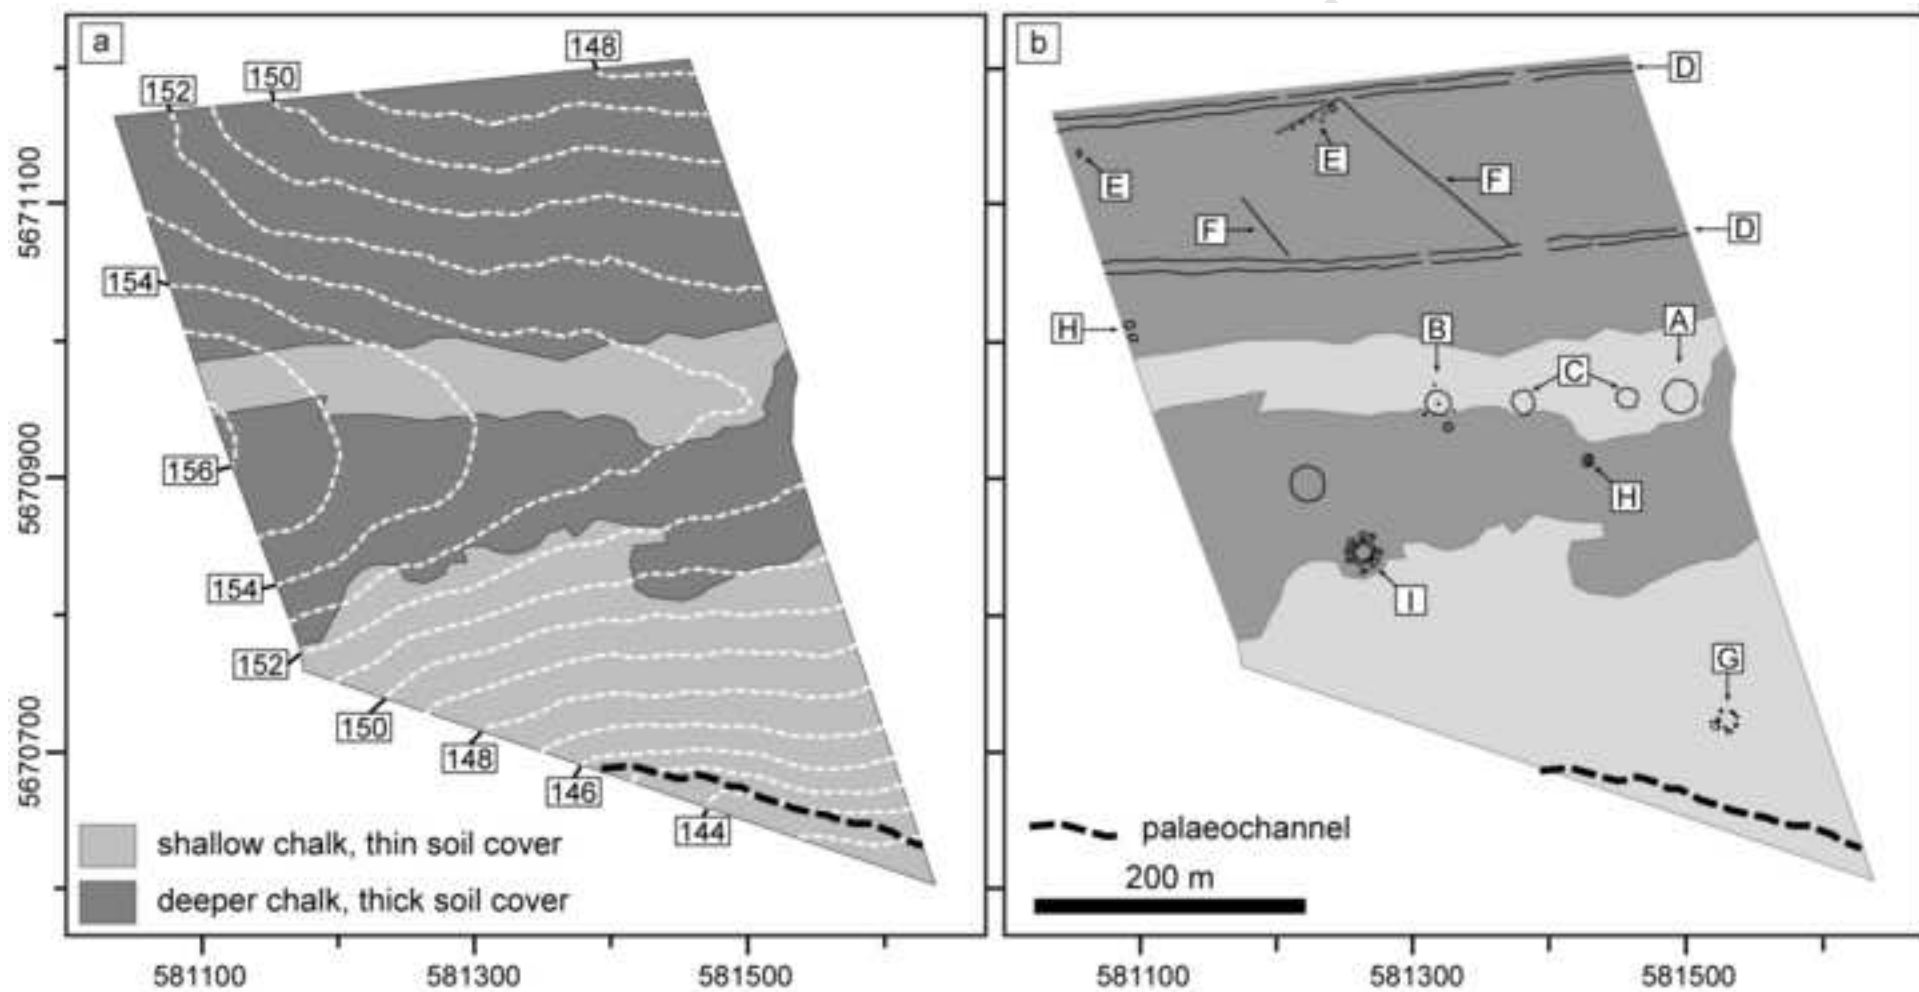 a
148
150
152
154
156
154
152
150
148
146
144
5671100
5670900
5670700
shallow chalk, thin soil cover
deeper chalk, thick soil cover
581100
581300
581500
b
D
E
E
F
F
D
H
B
A
C
H
I
G
palaeochannel
200 m
581100
581300
581500